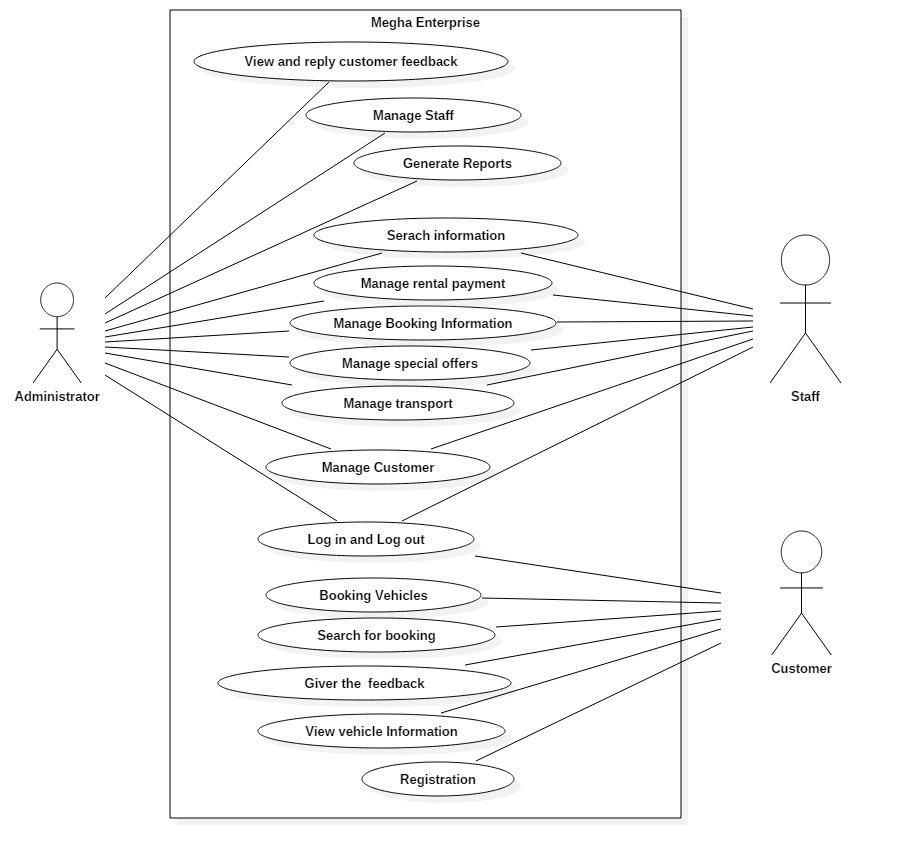 Megha Enterprise
View and reply customer feedback
Manage Staff
Generate Reports
Serach information
Manage rental payment
Manage Booking Information
Manage special offers
Manage transport
Administrator
Staff
Manage Customer
Log in and Log out
Booking Vehicles
Search for booking
Giver the  feedback
Customer
View vehicle Information
Registration